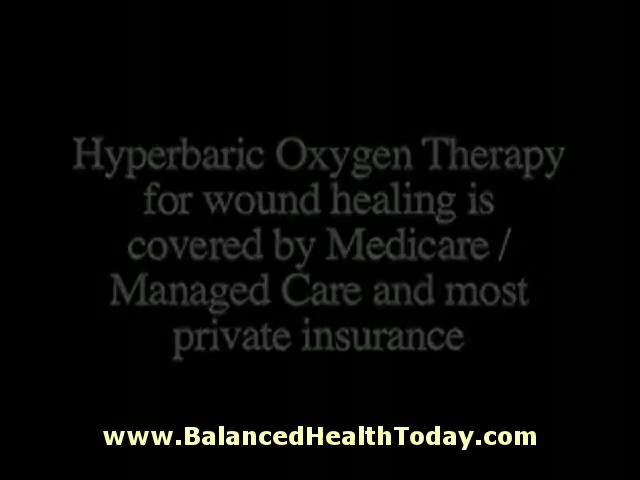 Hyperbaric Oxygen Therapy
for wound healing is
covered by Medicare /
Managed Care and most
private insurance
www.BalancedHealthToday.com